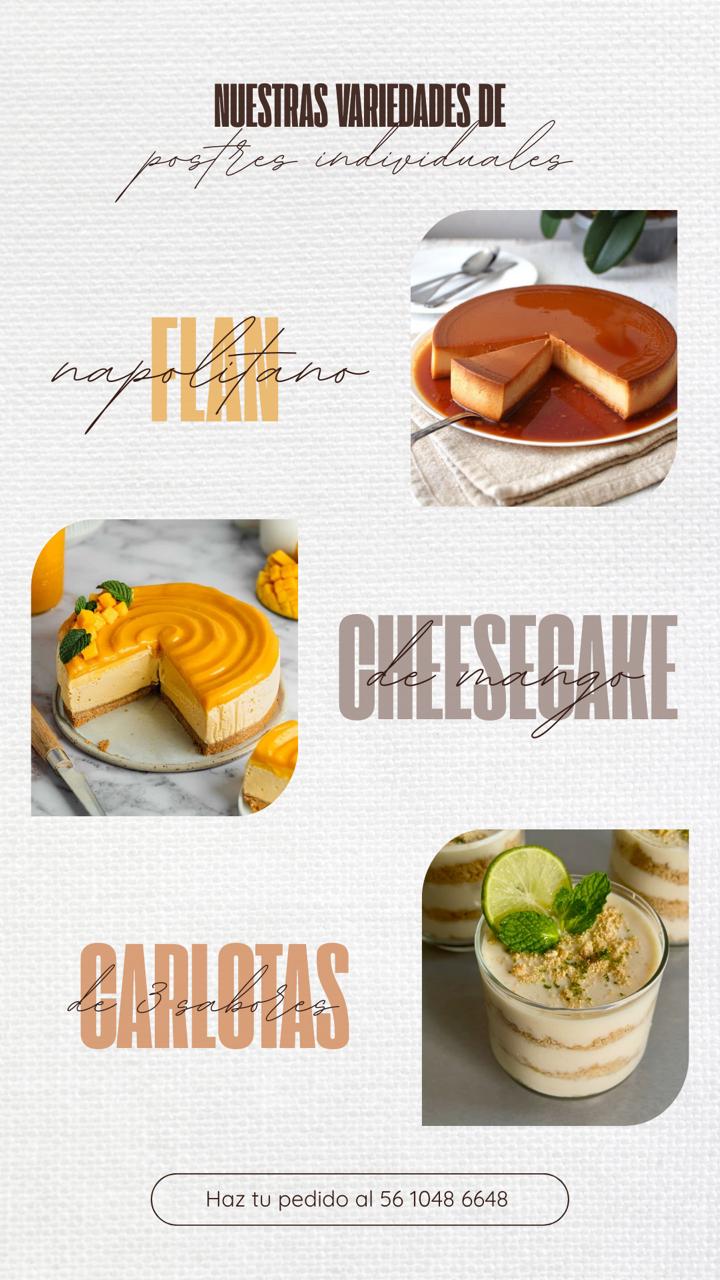 NUESTRAS VARIEDADES DE
postres individuales
FLAN
napolitano
CHEESECAKE
de mango
CARLOTAS
de 3 sabores
Haz tu pedido al 56 1048 6648